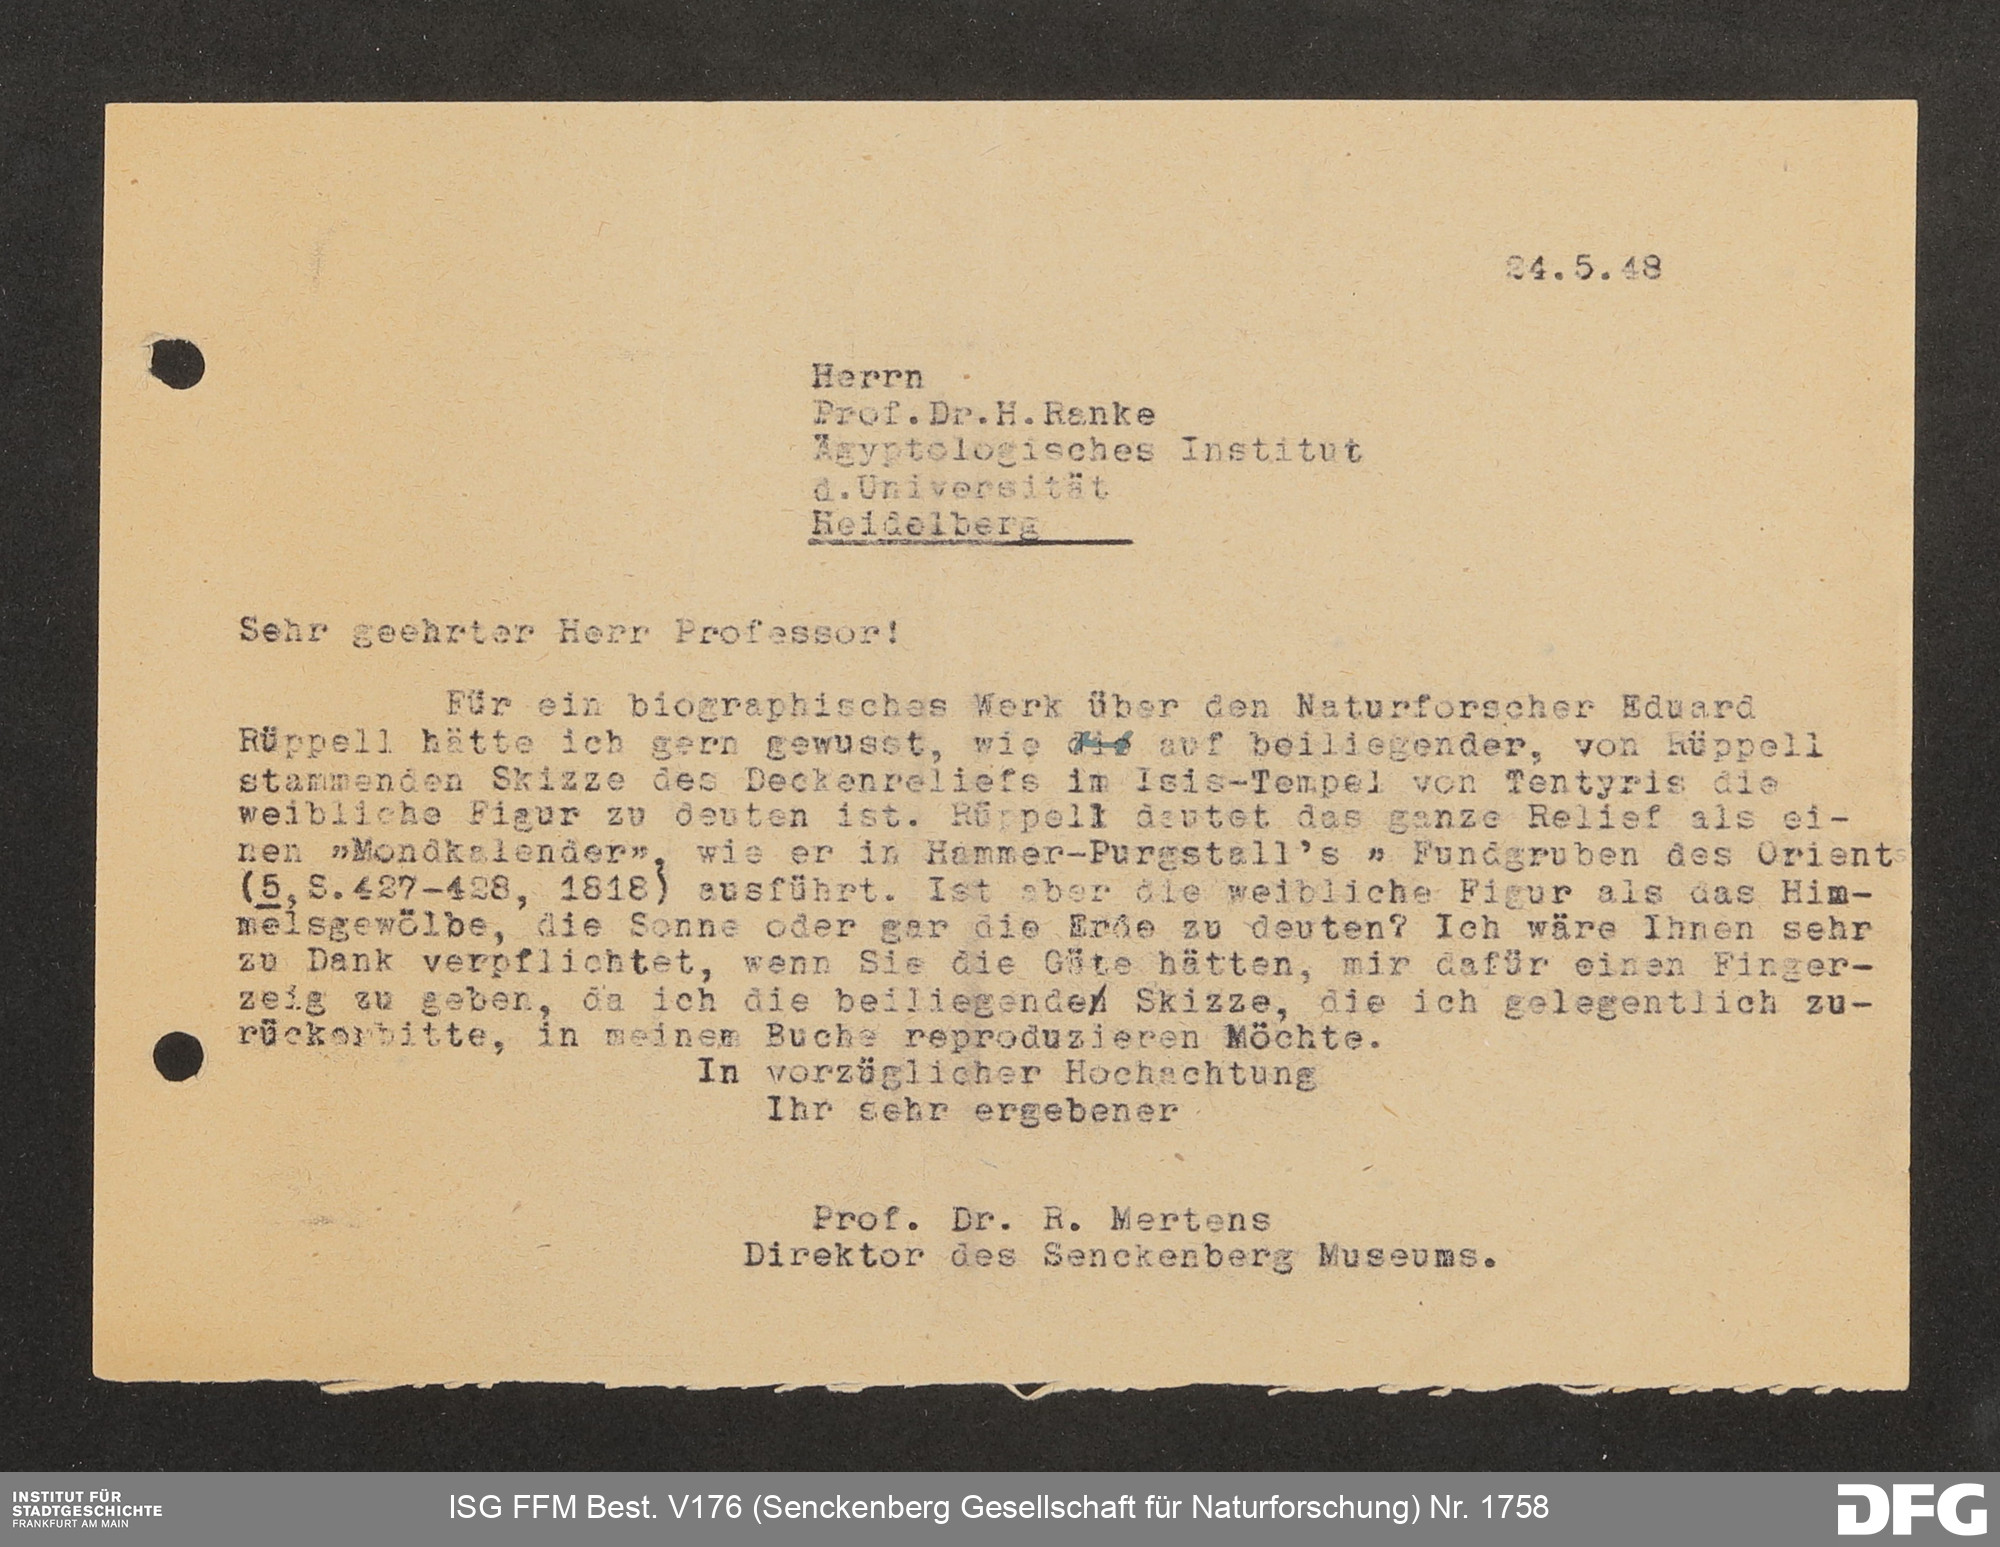 24.5.48
Herrn
Prof.Dr.H.Ranke
Ägyptologisches Institut
d.Universität
Heidelberg
Sehr geehrter Herr Professor!
Für ein biographisches Werk über den Naturforscher Eduard
Rüppell hätte ich gern gewusst, wie die auf beiliegender, von Rüppell
stammenden Skizze des Deckenreliefs im Isis-Tempel von Tentyris die
weibliche Figur zu deuten ist. Rüppell deutet das ganze Relief als ei-
nen "Mondkalender", wie er in Hammer-Purgstall's " Fundgruben des Orients
(5, S.427-428, 1818) ausführt. Ist aber die weibliche Figur als das Him-
melsgewölbe, die Sonne oder gar die Erde zu deuten? Ich wäre Ihnen sehr
zu Dank verpflichtet, wenn Sie die Güte hätten, mir dafür einen Finger-
zeig zu geben, da ich die beiliegenden Skizze, die ich gelegentlich zu-
rückerbitte, in meinem Buche reproduzieren Möchte.
In vorzüglicher Hochachtung
Ihr sehr ergebener
Prof. Dr. R. Mertens
Direktor des Senckenberg Museums.
INSTITUT FÜR
STADTGESCHICHTE
FRANKFURT AM MAIN
ISG FFM Best. V176 (Senckenberg Gesellschaft für Naturforschung) Nr. 1758
DFG